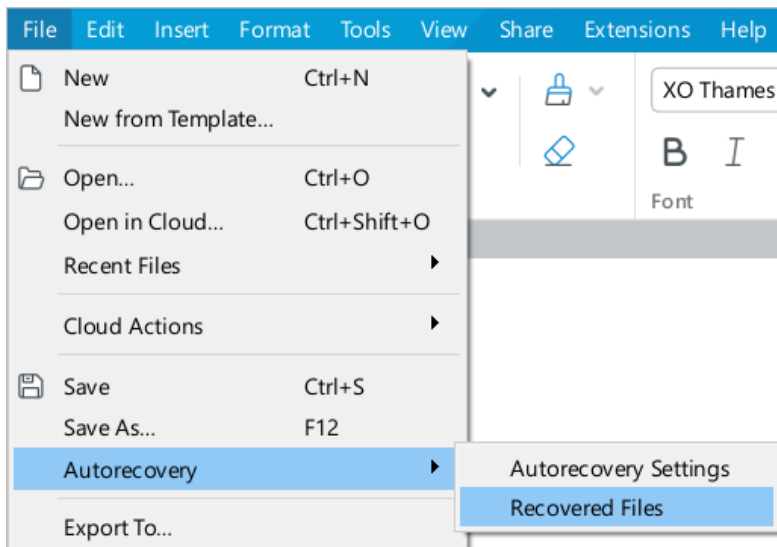 File Edit Insert Format Tools View Share Extensions Help
New Ctrl+N
New from Template...
Open... Ctrl+O
Open in Cloud... Ctrl+Shift+O
Recent Files
Cloud Actions
Save Ctrl+S
Save As... F12
Autorecovery
Export To...
Autorecovery Settings
Recovered Files
XO Thames
B I
Font